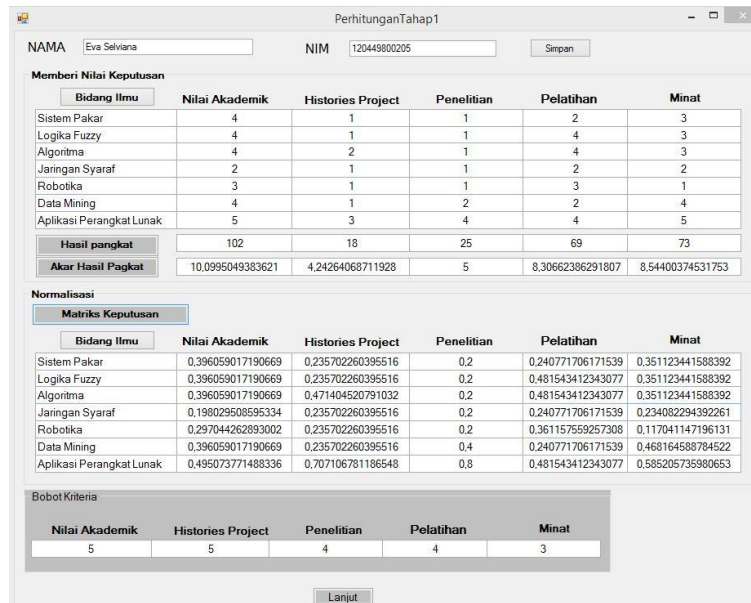 PerhitunganTahap1
NAMA Eva Selviana NIM 120449800205 Simpan
Memberi Nilai Keputusan
Bidang Ilmu Nilai Akademik Histories Project Penelitian Pelatihan Minat
Sistem Pakar 4 1 1 2 3
Logika Fuzzy 4 1 1 4 3
Algoritma 4 2 1 4 3
Jaringan Syaraf 2 1 1 2 2
Robotika 3 1 1 3 1
Data Mining 4 1 2 2 4
Aplikasi Perangkat Lunak 5 3 4 4 5
Hasil pangkat 102 18 25 69 73
Akar Hasil Pagkat 10,0995049383621 4,24264068711928 5 8,30662386291807 8,54400374531753
Normalisasi
Matriks Keputusan
Bidang Ilmu Nilai Akademik Histories Project Penelitian Pelatihan Minat
Sistem Pakar 0,396059017190669 0,235702260395516 0,2 0,240771706171539 0,351123441588392
Logika Fuzzy 0,396059017190669 0,235702260395516 0,2 0,481543412343077 0,351123441588392
Algoritma 0,396059017190669 0,471404520791032 0,2 0,481543412343077 0,351123441588392
Jaringan Syaraf 0,198029508595334 0,235702260395516 0,2 0,240771706171539 0,234082294392261
Robotika 0,297044262893002 0,235702260395516 0,2 0,361157559257308 0,117041147196131
Data Mining 0,396059017190669 0,235702260395516 0,4 0,240771706171539 0,468164588784522
Aplikasi Perangkat Lunak 0,495073771488336 0,707106781186548 0,8 0,481543412343077 0,585205735980653
Bobot Kriteria
Nilai Akademik Histories Project Penelitian Pelatihan Minat
5 5 4 4 3
Lanjut